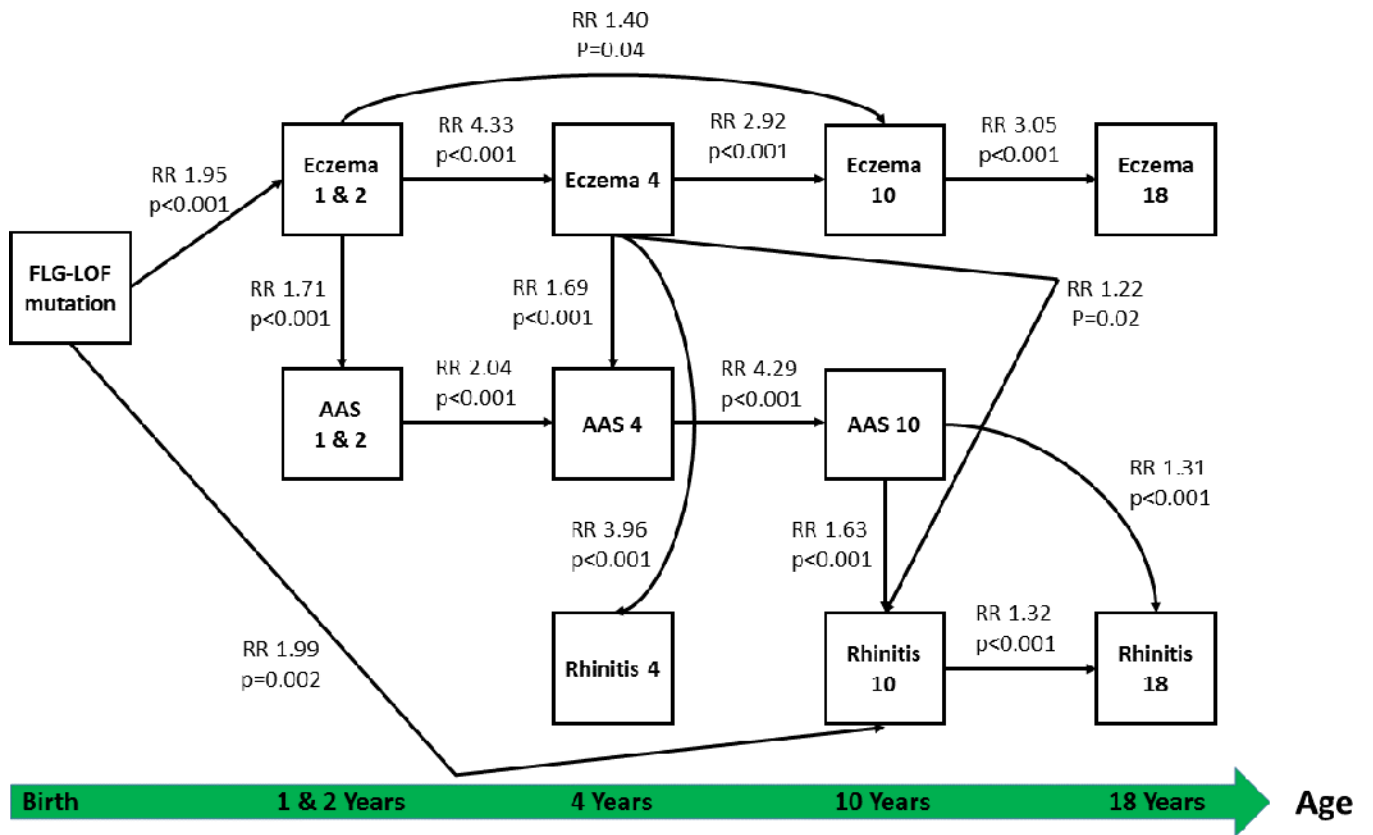 RR 1.40
P=0.04
RR 1.95
p<0.001
Eczema
1 & 2
RR 4.33
p<0.001
Eczema 4
RR 2.92
p<0.001
Eczema
10
RR 3.05
p<0.001
Eczema
18
FLG-LOF
mutation
RR 1.71
p<0.001
RR 1.69
p<0.001
RR 1.22
P=0.02
AAS
1 & 2
RR 2.04
p<0.001
AAS 4
RR 4.29
p<0.001
AAS 10
RR 1.31
p<0.001
RR 3.96
p<0.001
RR 1.63
p<0.001
RR 1.99
p=0.002
Rhinitis 4
Rhinitis
10
RR 1.32
p<0.001
Rhinitis
18
Birth
1 & 2 Years
4 Years
10 Years
18 Years
Age